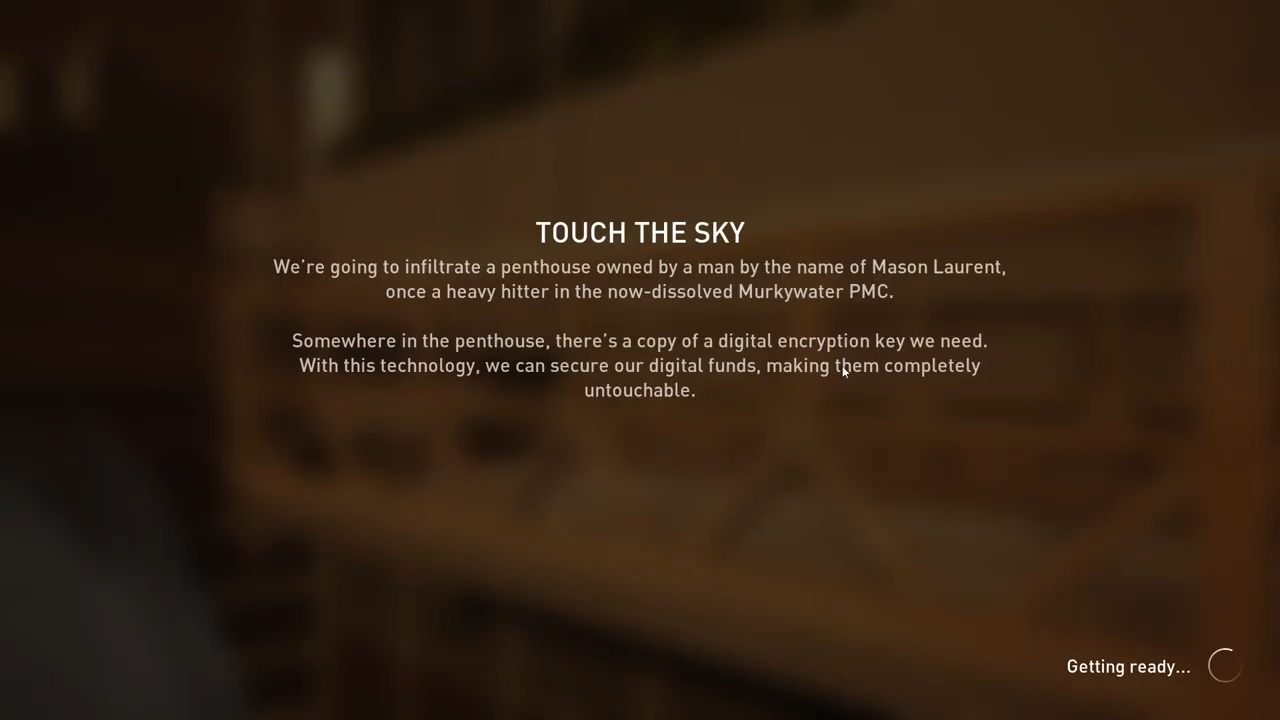 TOUCH THE SKY
We're going to infiltrate a penthouse owned by a man by the name of Mason Laurent,
once a heavy hitter in the now-dissolved Murkywater PMC.
Somewhere in the penthouse, there's a copy of a digital encryption key we need.
With this technology, we can secure our digital funds, making them completely
untouchable.
Getting ready...